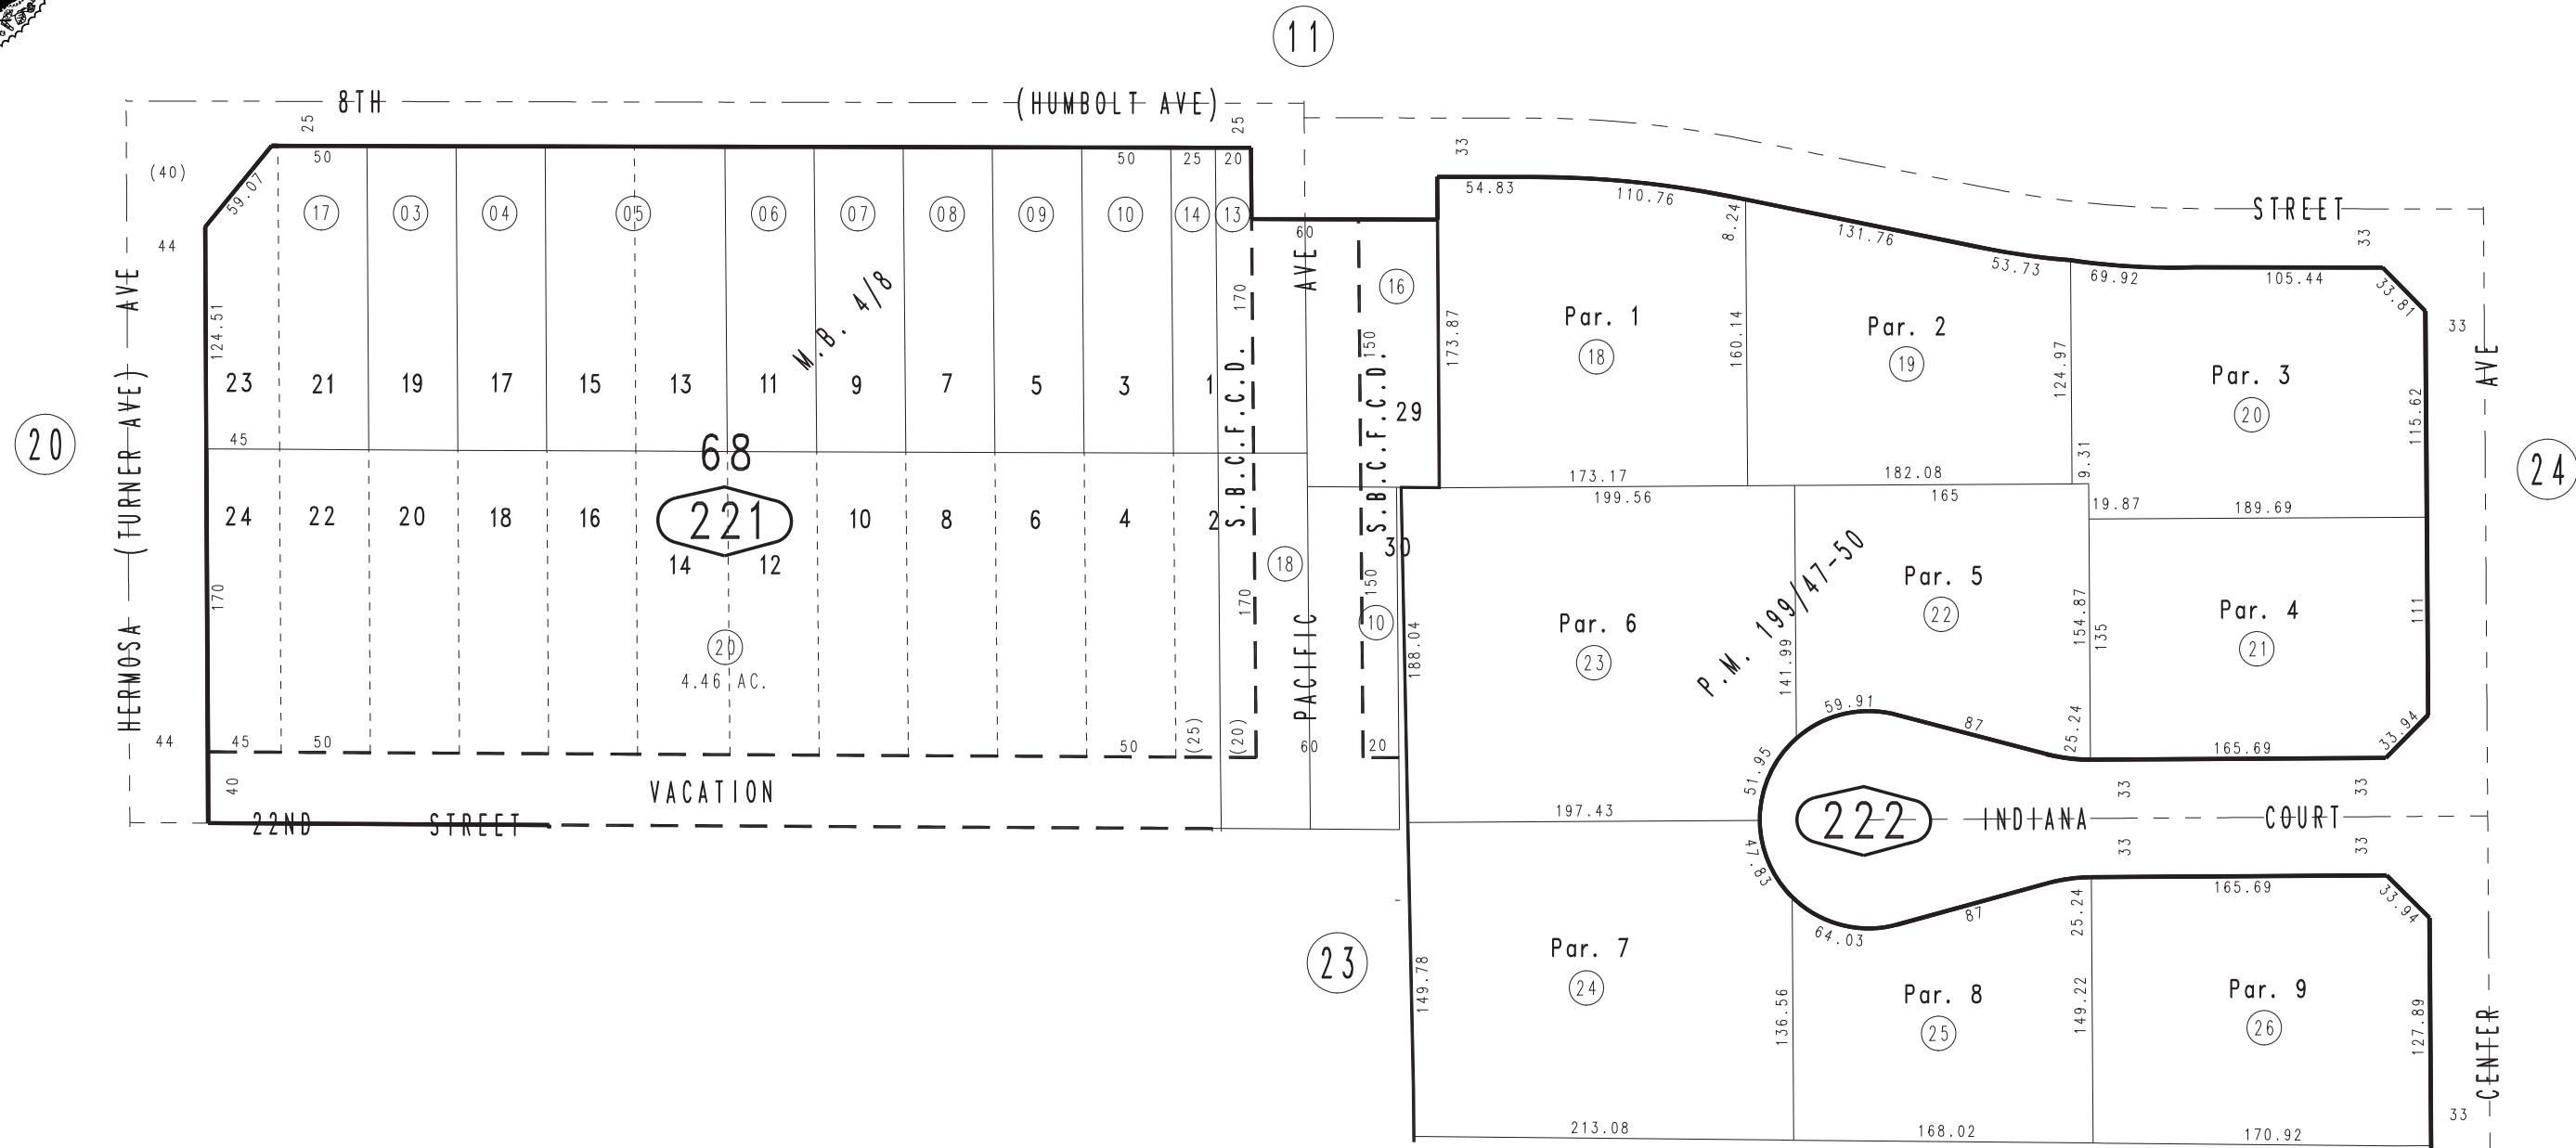 11
8TH (HUMBOLT AVE)
25 25 33
(40) 59.07 50 50 25 20
54.83 110.76 8.24 131.76 53.73 69.92 105.44 33.81
STREET 33
17 03 04 05 06 07 08 09 10 14 13
44 60 AVE 16
HERMOSA (TURNER AVE) AVE
124.51 M.B. 4/8 170 150 173.87
Par. 1 Par. 2 Par. 3
18 19 20
160.14 124.97 115.62 33 AVE
23 21 19 17 15 13 11 9 7 5 3 1
S.B.C.F.C.D. S.B.C.F.C.D. 29
20 45 68 24
173.17 182.08 9.31
199.56 165 19.87 189.69
24 22 20 18 16 221 10 8 6 4 2 30
14 12
18 150 10
170 170
P.M. 199/47-50
Par. 6 Par. 5 Par. 4
23 22 21
188.04 141.99 154.87 135 111
20
4.46 AC.
PACIFIC
44 45 50 50 (25) (20) 60 20
59.91 87 25.24 165.69 33.94
40 VACATION
51.95 33 33
22ND STREET
197.43 222 INDIANA COURT
47.83 33 33
64.03 87 25.24 165.69 33.94
23
Par. 7 Par. 8 Par. 9
24 25 26
149.78 136.56 149.22 127.89
CENTER
33
213.08 168.02 170.92